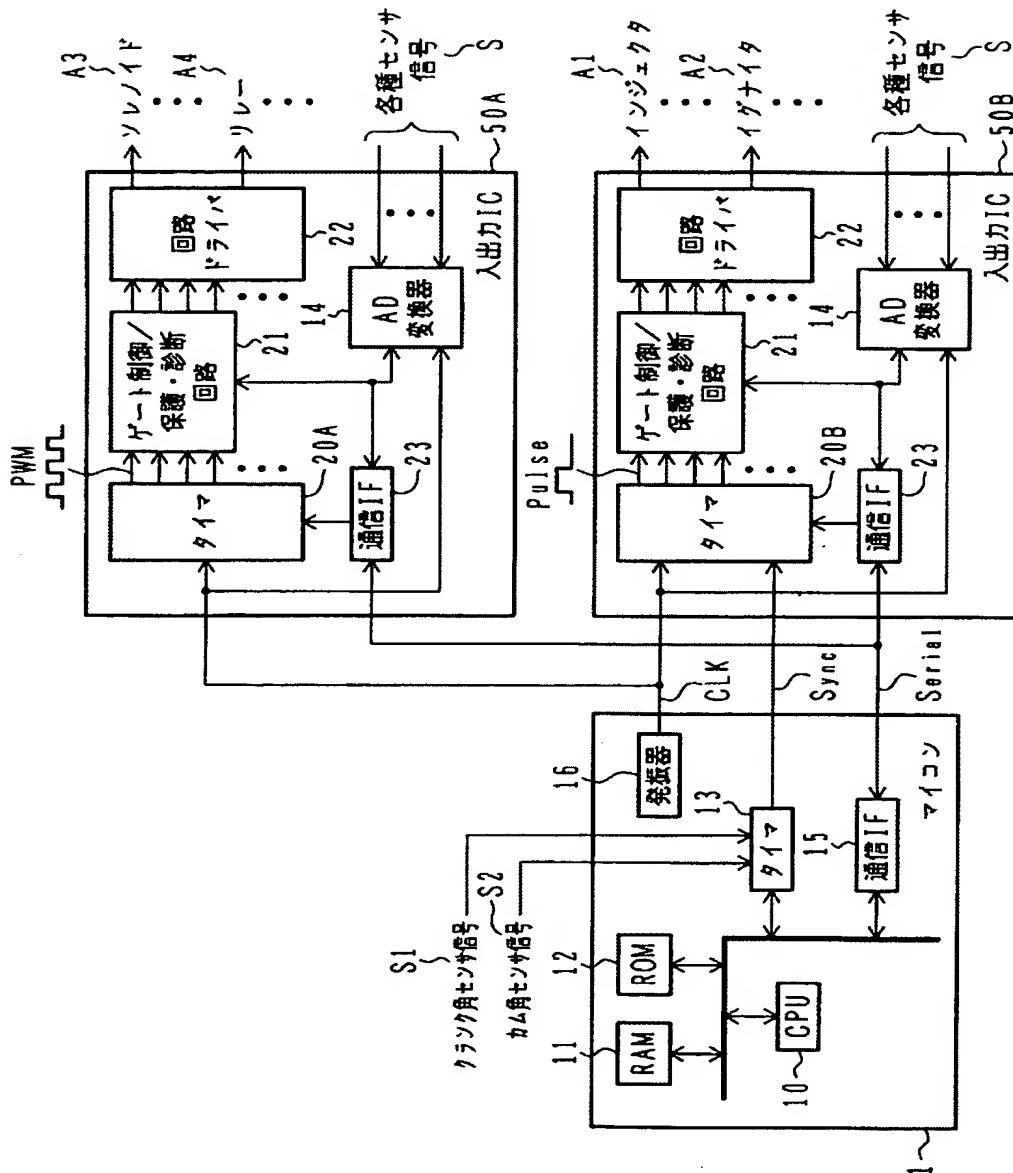 クランク角センサ信号
S1
カム角センサ信号
S2
11
RAM
12
ROM
10
CPU
13
タイマ
15
通信IF
16
発振器
マイコン
1
CLK
Sync
Serial
PWM
タイマ
20A
ゲート制御/
保護・診断
回路
21
回路
ドライバ
22
通信IF
23
14
AD
変換器
入出力IC
50A
A3
ソレノイド
A4
リレー
各種センサ
信号
S
Pulse
タイマ
20B
ゲート制御/
保護・診断
回路
21
回路
ドライバ
22
通信IF
23
14
AD
変換器
入出力IC
50B
A1
インジェクタ
A2
イグナイタ
各種センサ
信号
S